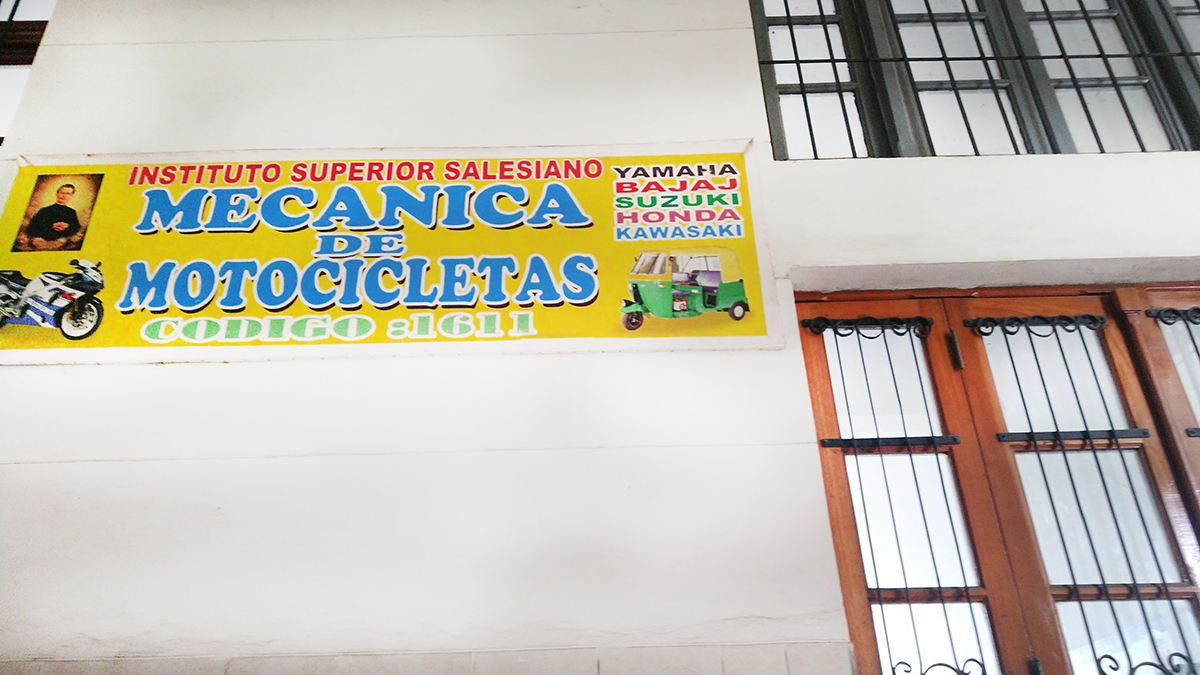 INSTITUTO SUPERIOR SALESIANO
MECANICA
DE
MOTOCICLETAS
CODIGO :1611
YAMAHA
BAJAJ
SUZUKI
HONDA
KAWASAKI